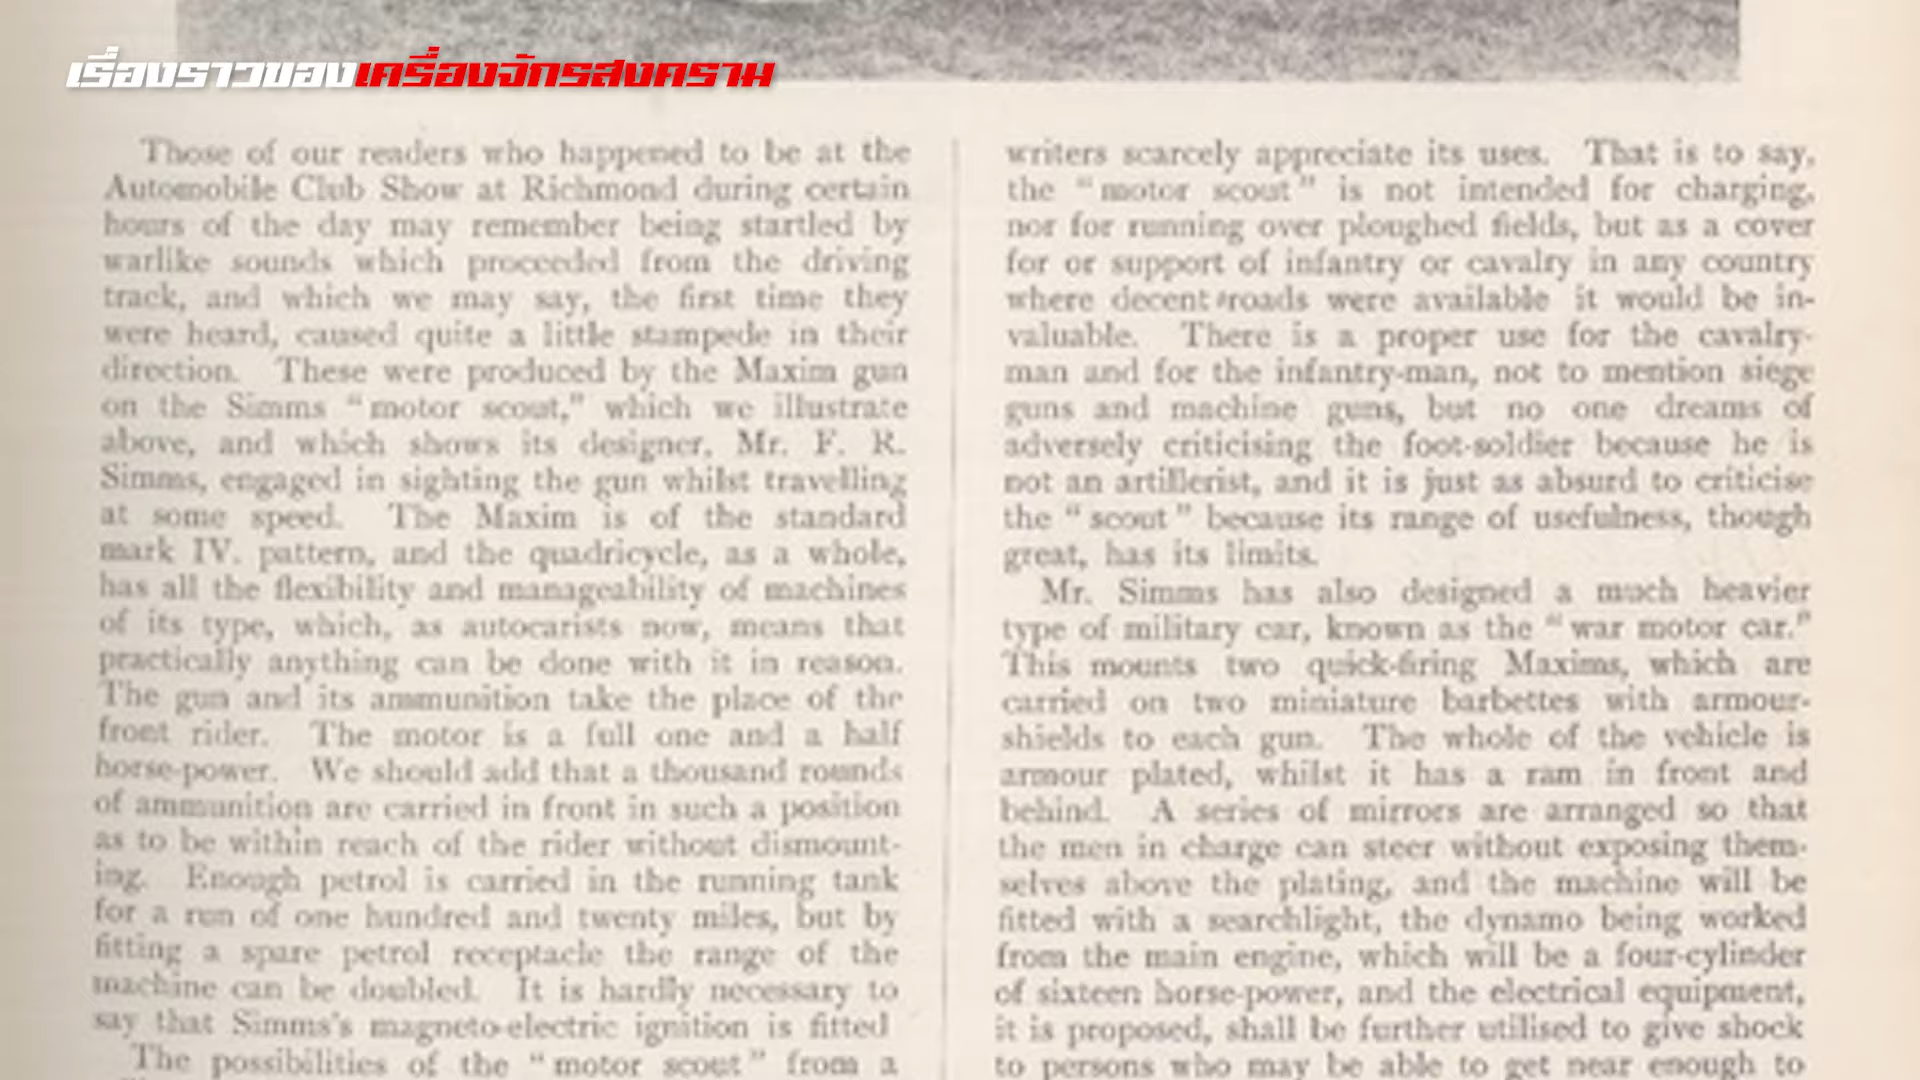 เรื่องราวของเครื่องจักรสงคราม
Those of our readers who happened to be at the
Automobile Club Show at Richmond during certain
hours of the day may remember being startled by
warlike sounds which proceeded from the driving
track, and which we may say, the first time they
were heard, caused quite a little stampede in their
direction. These were produced by the Maxim gun
on the Simms "motor scout," which we illustrate
above, and which shows its designer, Mr. F. R.
Simms, engaged in sighting the gun whilst travelling
at some speed. The Maxim is of the standard
mark IV. pattern, and the quadricycle, as a whole,
has all the flexibility and manageability of machines
of its type, which, as autocarists now, means that
practically anything can be done with it in reason.
The gun and its ammunition take the place of the
front rider. The motor is a full one and a half
horse-power. We should add that a thousand rounds
of ammunition are carried in front in such a position
as to be within reach of the rider without dismount-
ing. Enough petrol is carried in the running tank
for a run of one hundred and twenty miles, but by
fitting a spare petrol receptacle the range of the
machine can be doubled. It is hardly necessary to
say that Simms's magneto-electric ignition is fitted
The possibilities of the "motor scout" from a
writers scarcely appreciate its uses. That is to say,
the "motor scout" is not intended for charging,
nor for running over ploughed fields, but as a cover
for or support of infantry or cavalry in any country
where decent roads were available it would be in-
valuable. There is a proper use for the cavalry-
man and for the infantry-man, not to mention siege
guns and machine guns, but no one dreams of
adversely criticising the foot-soldier because he is
not an artillerist, and it is just as absurd to criticise
the "scout" because its range of usefulness, though
great, has its limits.
Mr. Simms has also designed a much heavier
type of military car, known as the "war motor car."
This mounts two quick-firing Maxims, which are
carried on two miniature barbettes with armour-
shields to each gun. The whole of the vehicle is
armour plated, whilst it has a ram in front and
behind. A series of mirrors are arranged so that
the men in charge can steer without exposing them-
selves above the plating, and the machine will be
fitted with a searchlight, the dynamo being worked
from the main engine, which will be a four-cylinder
of sixteen horse-power, and the electrical equipment,
it is proposed, shall be further utilised to give shock
to persons who may be able to get near enough to